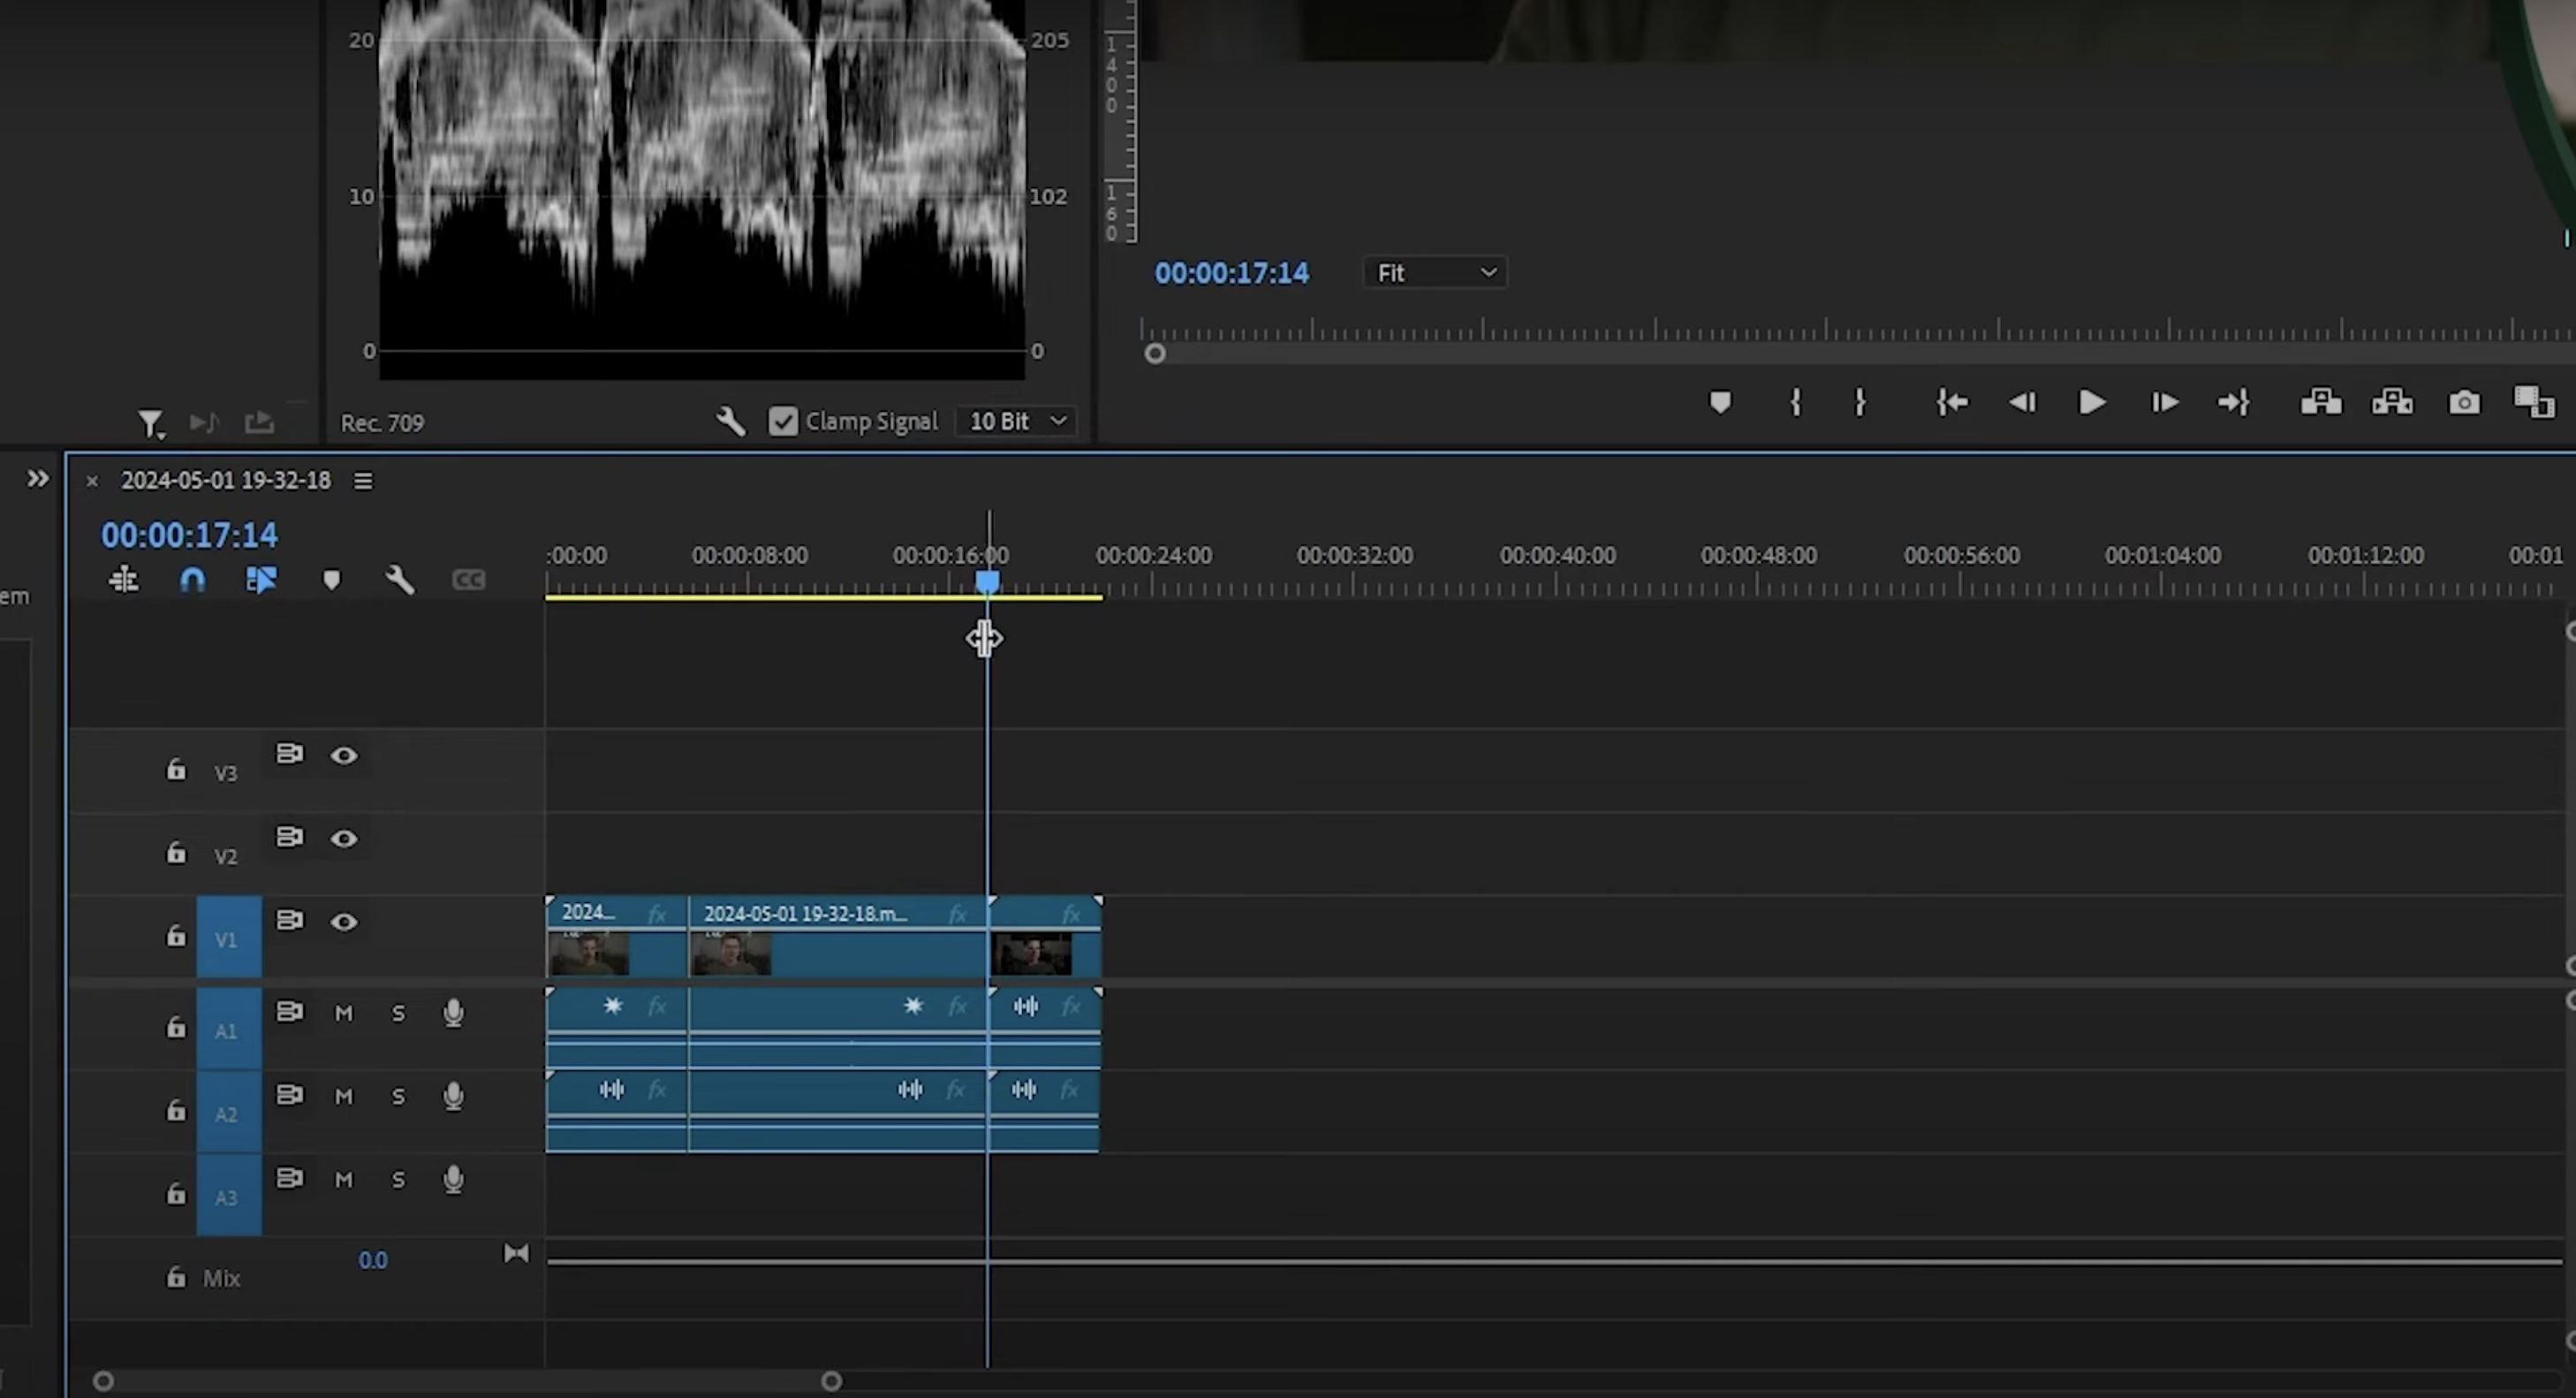 20
205
10
102
0
0
1400
160
00:00:17:14
Fit
Rec. 709
Clamp Signal
10 Bit
2024-05-01 19-32-18
00:00:17:14
:00:00
00:00:08:00
00:00:16:00
00:00:24:00
00:00:32:00
00:00:40:00
00:00:48:00
00:00:56:00
00:01:04:00
00:01:12:00
00:01
CC
em
V3
V2
V1
2024...
fx
2024-05-01 19-32-18.m...
fx
fx
A1
M
S
fx
fx
fx
A2
M
S
fx
fx
fx
A3
M
S
Mix
0.0